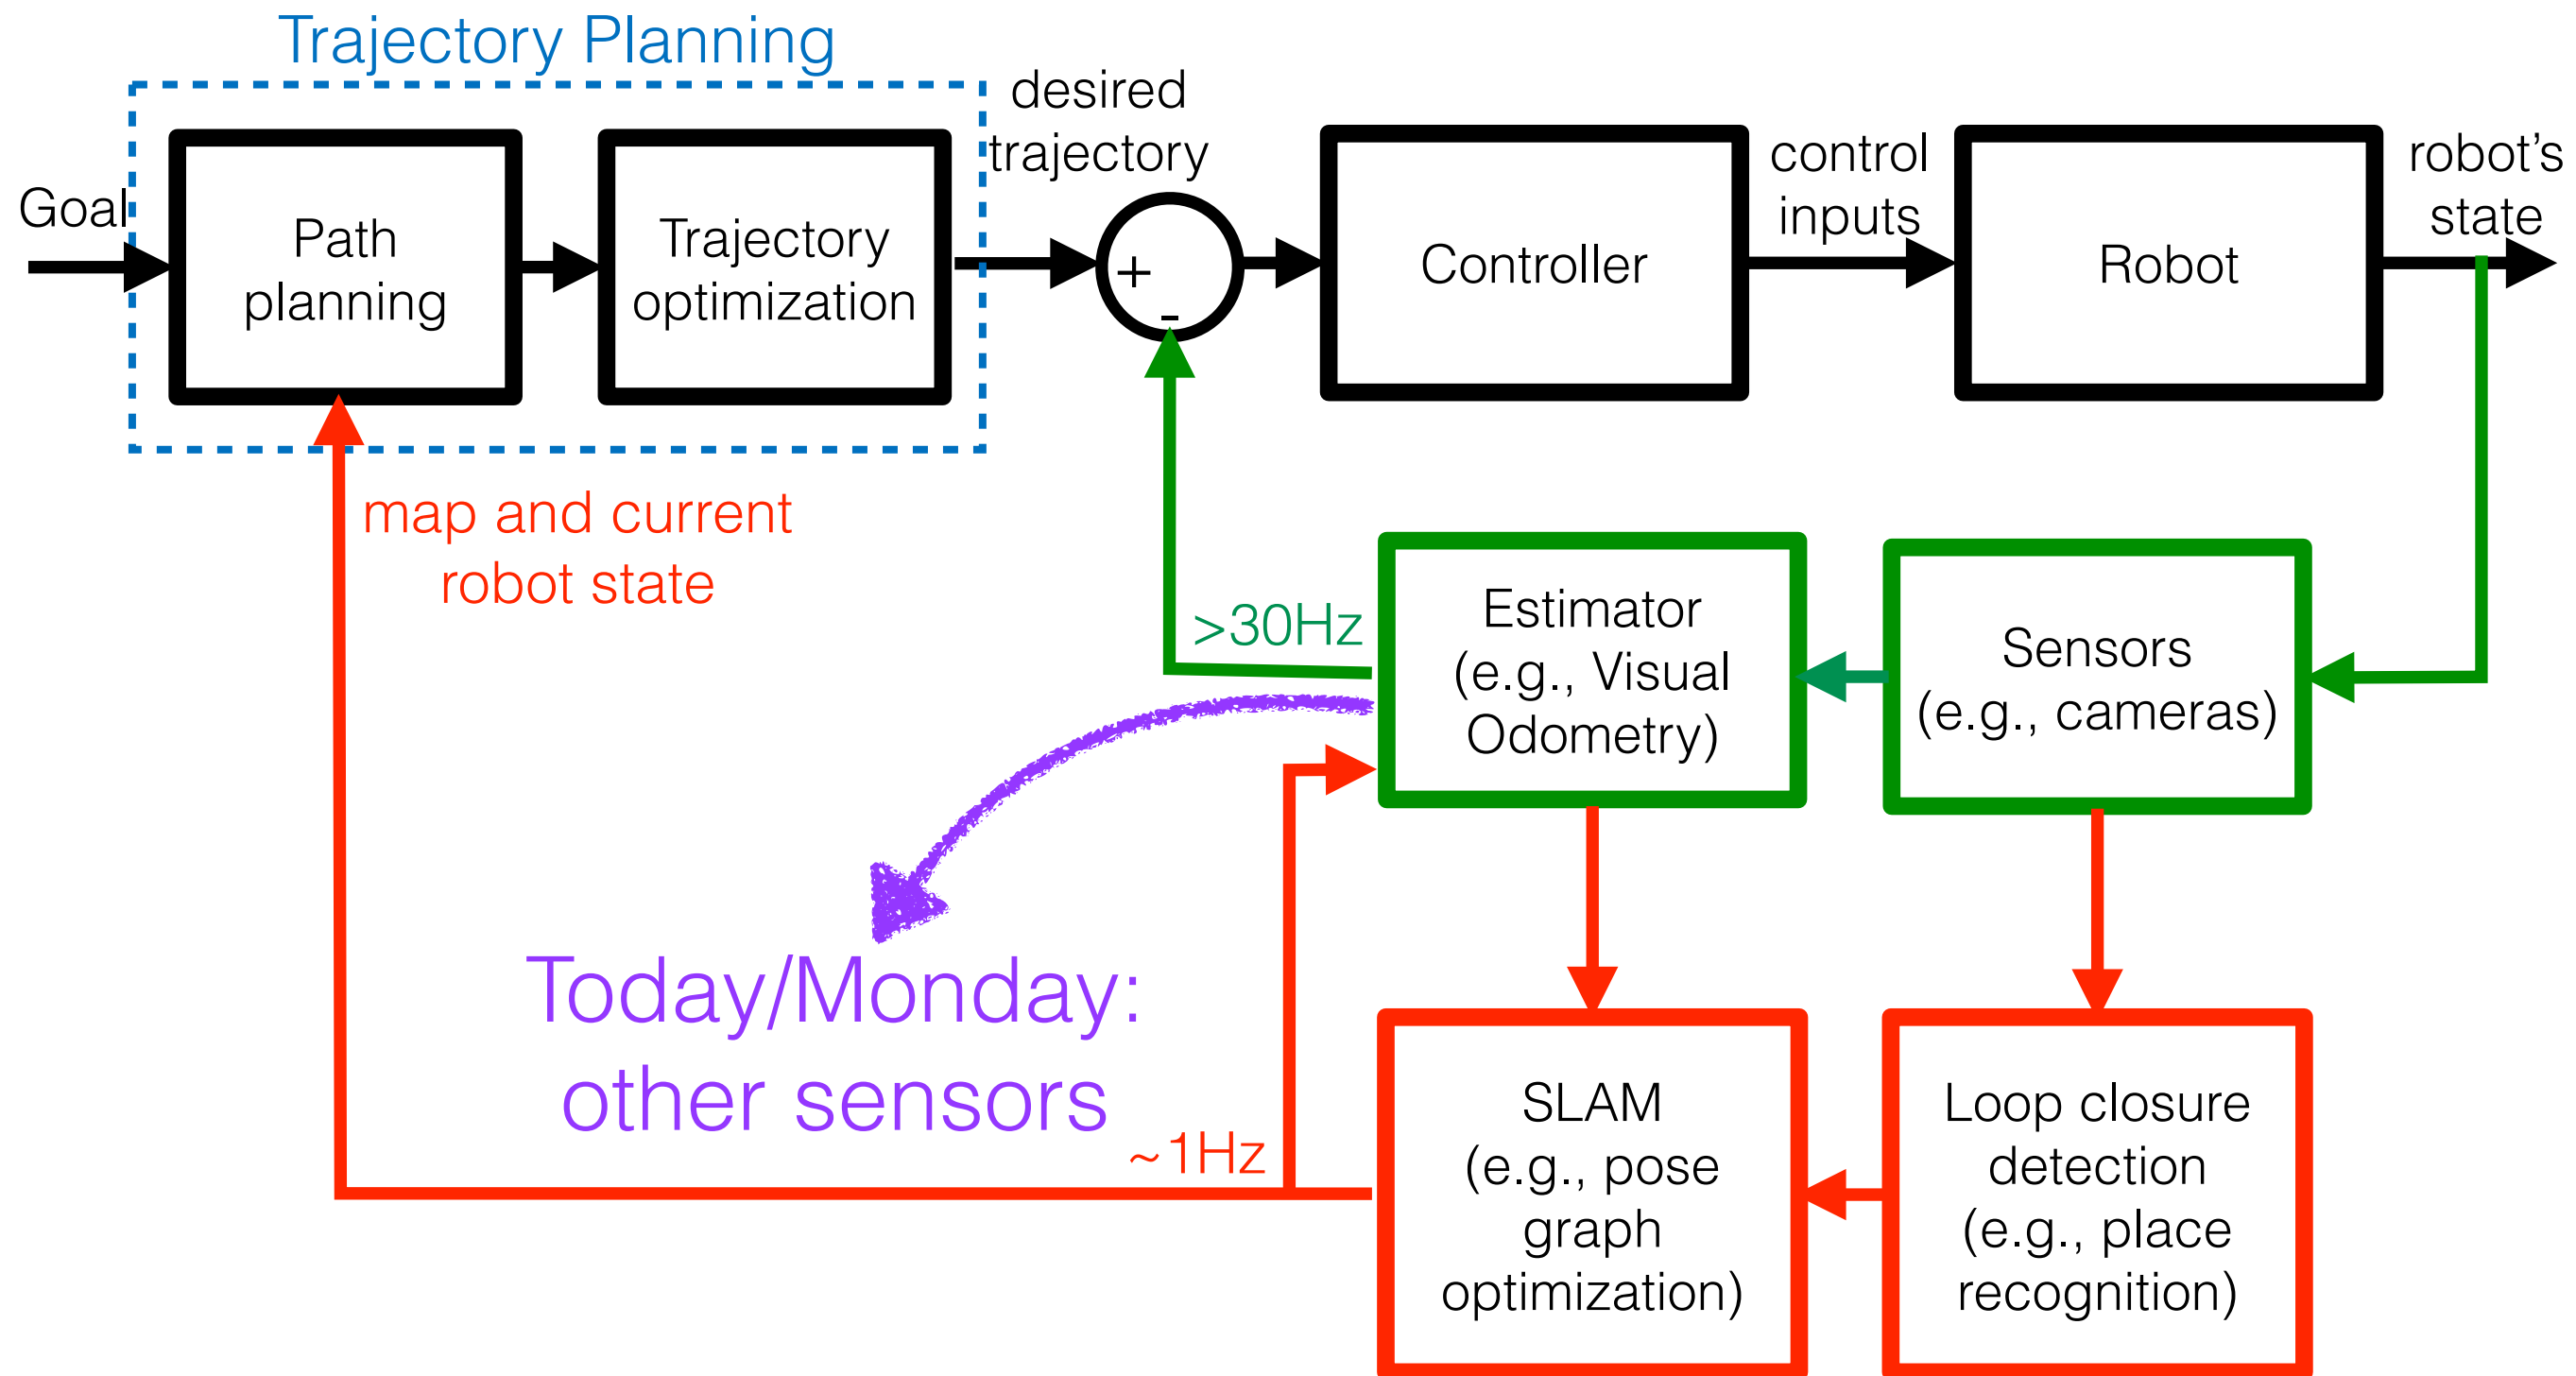 Trajectory Planning
desired
trajectory
Goal
Path
planning
Trajectory
optimization
+
-
Controller
control
inputs
Robot
robot’s
state
map and current
robot state
>30Hz
Estimator
(e.g., Visual
Odometry)
Sensors
(e.g., cameras)
Today/Monday:
other sensors
~1Hz
SLAM
(e.g., pose
graph
optimization)
Loop closure
detection
(e.g., place
recognition)